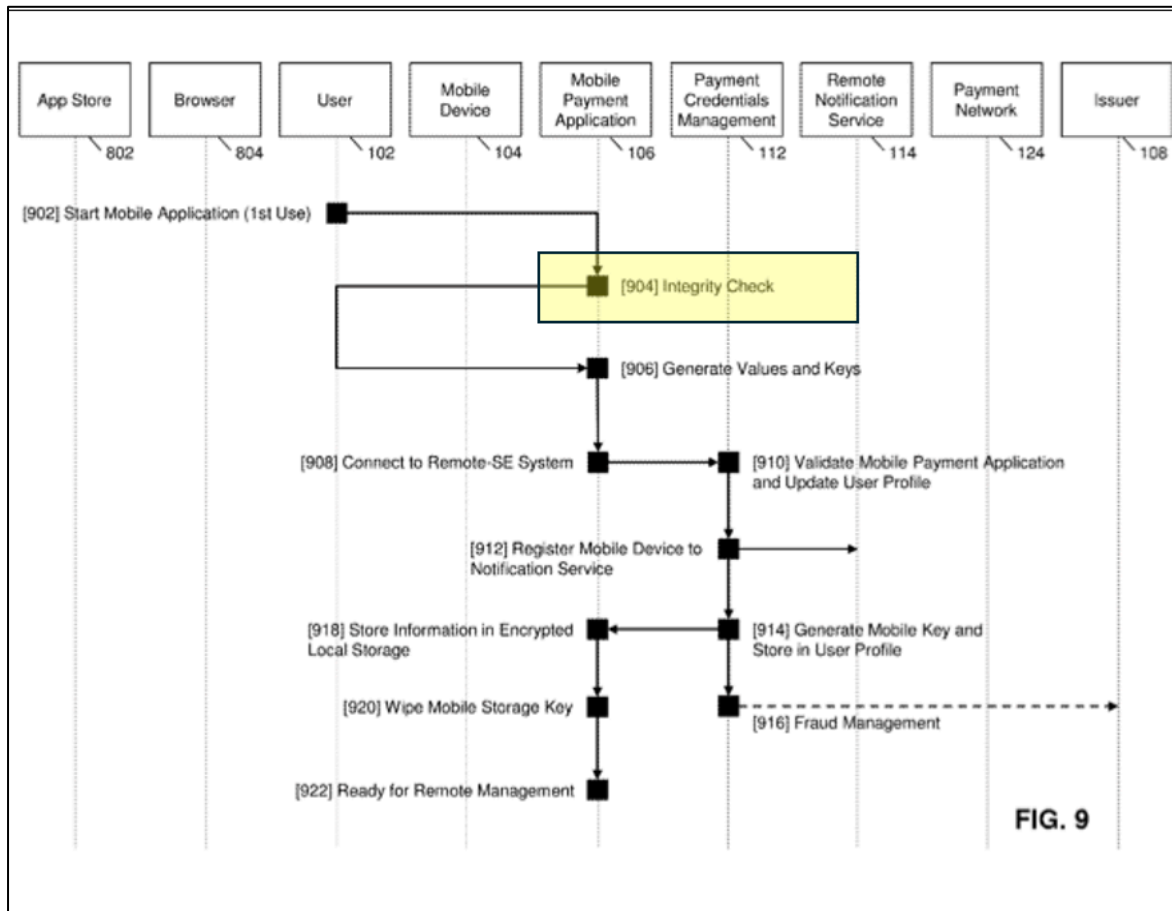 App Store
Browser
User
Mobile
Device
Mobile
Payment
Application
Payment
Credentials
Management
Remote
Notification
Service
Payment
Network
Issuer
802
804
102
104
106
112
114
124
108
[902] Start Mobile Application (1st Use)
[904] Integrity Check
[906] Generate Values and Keys
[908] Connect to Remote-SE System
[910] Validate Mobile Payment Application
and Update User Profile
[912] Register Mobile Device to
Notification Service
[918] Store Information in Encrypted
Local Storage
[914] Generate Mobile Key and
Store in User Profile
[920] Wipe Mobile Storage Key
[916] Fraud Management
[922] Ready for Remote Management
FIG. 9